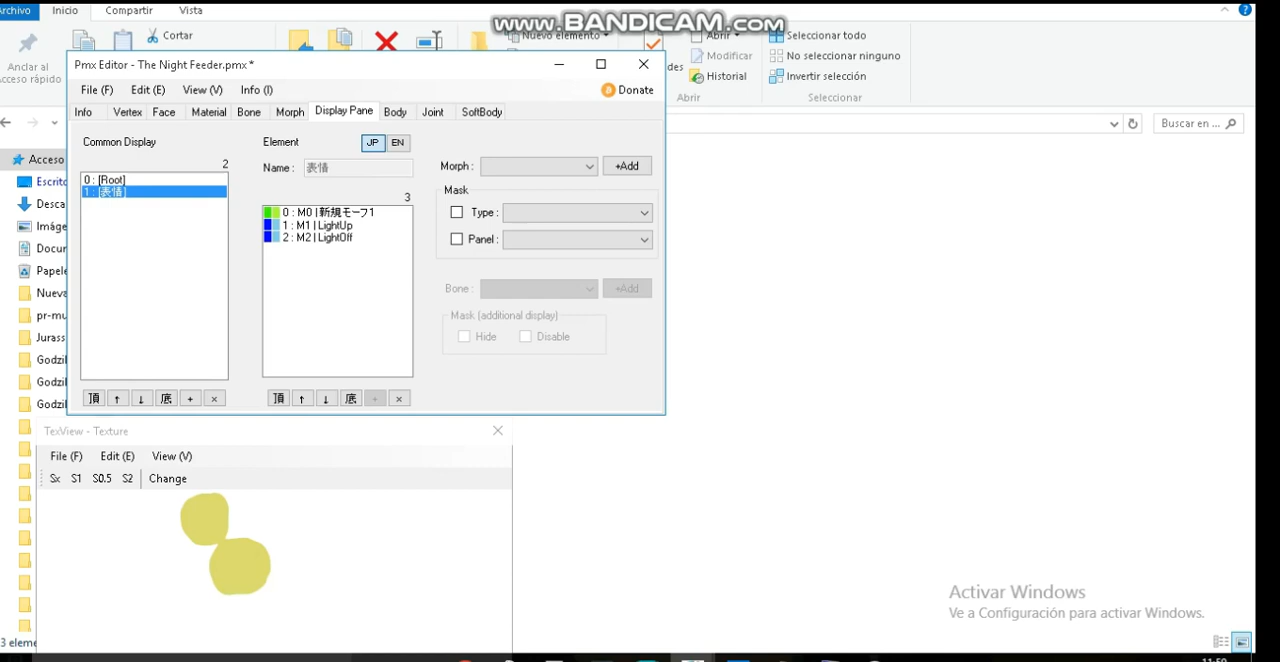 Archivo Inicio Compartir Vista
www.BANDICAM.com
Cortar
Nuevo elemento
Abrir
Seleccionar todo
Anclar al
Acceso rápido
Modificar
No seleccionar ninguno
Historial
Invertir selección
Abrir
Seleccionar
Pmx Editor - The Night Feeder.pmx *
File (F) Edit (E) View (V) Info (I) Donate
Info Vertex Face Material Bone Morph Display Pane Body Joint SoftBody
Buscar en ...
Common Display
2
0 : [Root]
1 : [表情]
頂 ↑ ↓ 底 + ×
Element JP EN
Name : 表情
3
0 : M0 | 新規モーフ1
1 : M1 | LightUp
2 : M2 | LightOff
頂 ↑ ↓ 底 + ×
Morph : +Add
Mask
Type :
Panel :
Bone : +Add
Mask (additional display)
Hide Disable
Acceso
Escrito
Desca
Imáge
Docum
Papele
Nueva
pr-mu
Jurass
Godzil
Godzil
Godzil
3 eleme
TexView - Texture
File (F) Edit (E) View (V)
Sx S1 S0.5 S2 Change
Activar Windows
Ve a Configuración para activar Windows.